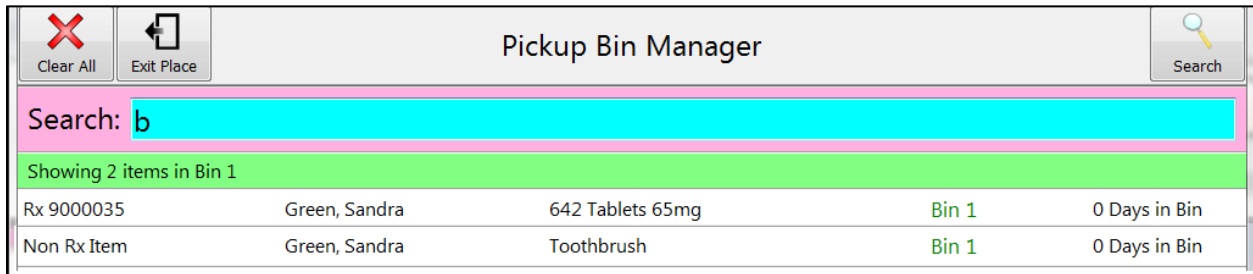 Clear All
Exit Place
Pickup Bin Manager
Search
Search: b
Showing 2 items in Bin 1
Rx 9000035 Green, Sandra 642 Tablets 65mg Bin 1 0 Days in Bin
Non Rx Item Green, Sandra Toothbrush Bin 1 0 Days in Bin